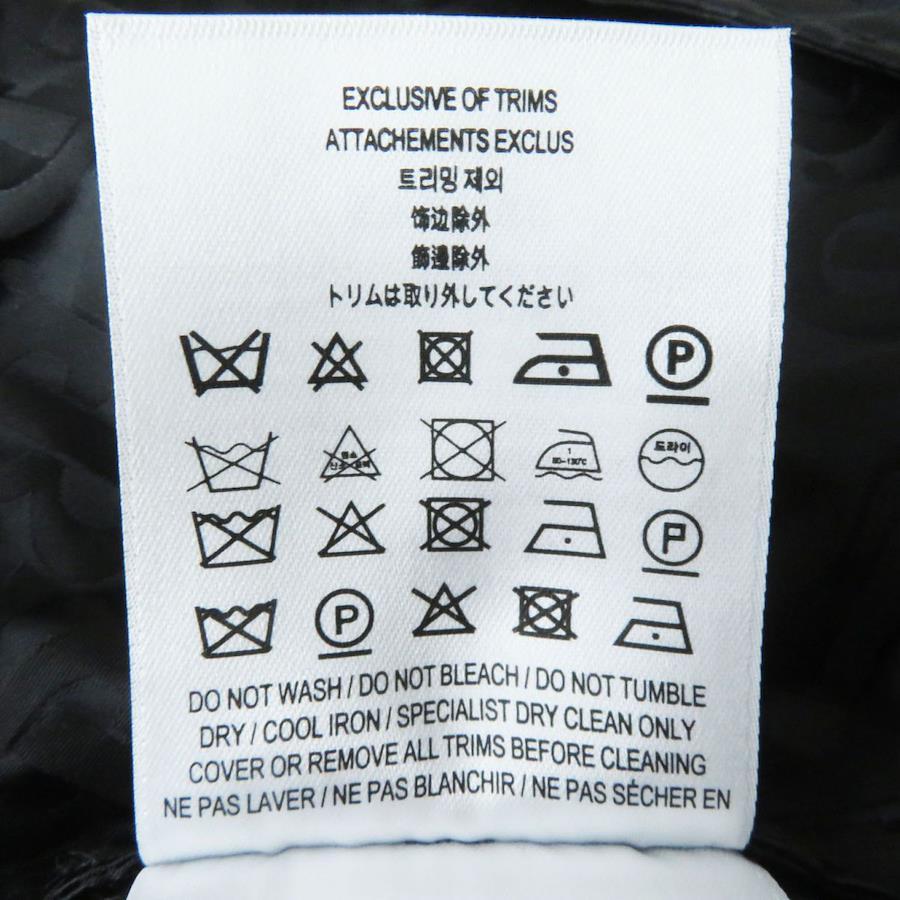 EXCLUSIVE OF TRIMS
ATTACHEMENTS EXCLUS
트리밍 제외
饰边除外
飾邊除外
トリムは取り外してください
P
드라이
P
P
DO NOT WASH / DO NOT BLEACH / DO NOT TUMBLE
DRY / COOL IRON / SPECIALIST DRY CLEAN ONLY
COVER OR REMOVE ALL TRIMS BEFORE CLEANING
NE PAS LAVER / NE PAS BLANCHIR / NE PAS SÉCHER EN